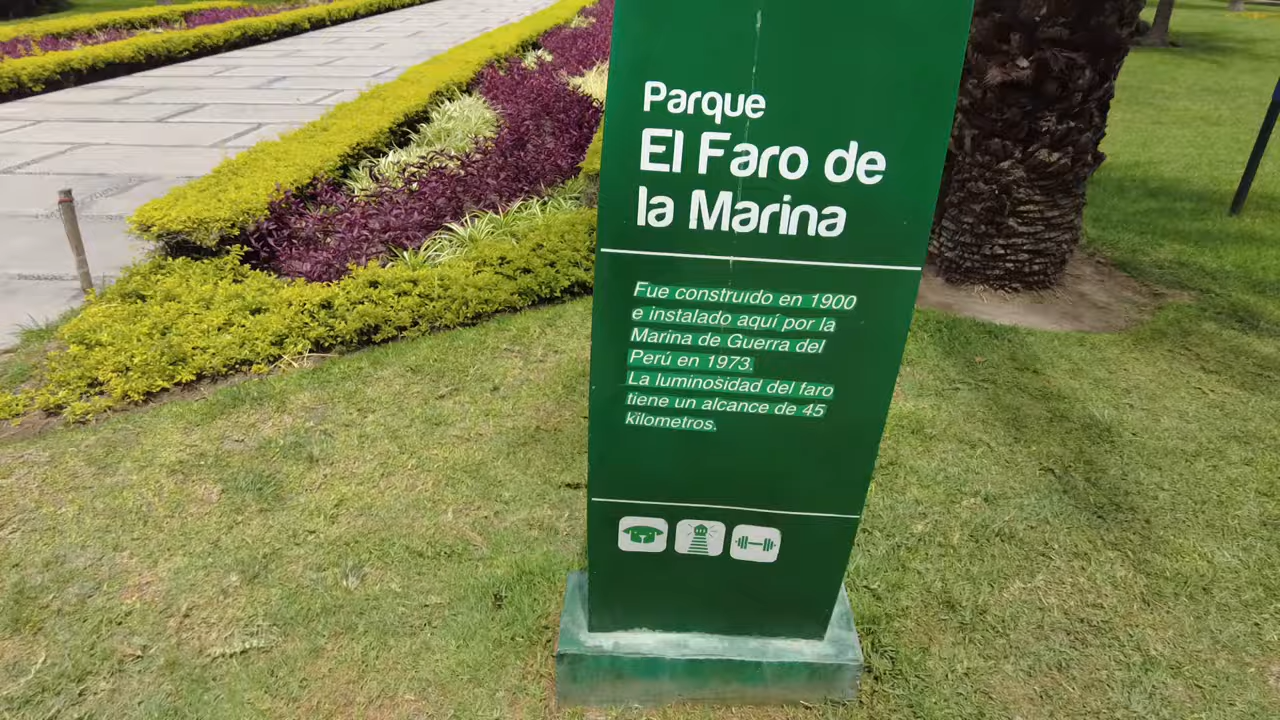 Parque
El Faro de
la Marina
Fue construido en 1900
e instalado aquí por la
Marina de Guerra del
Perú en 1973.
La luminosidad del faro
tiene un alcance de 45
kilometros.